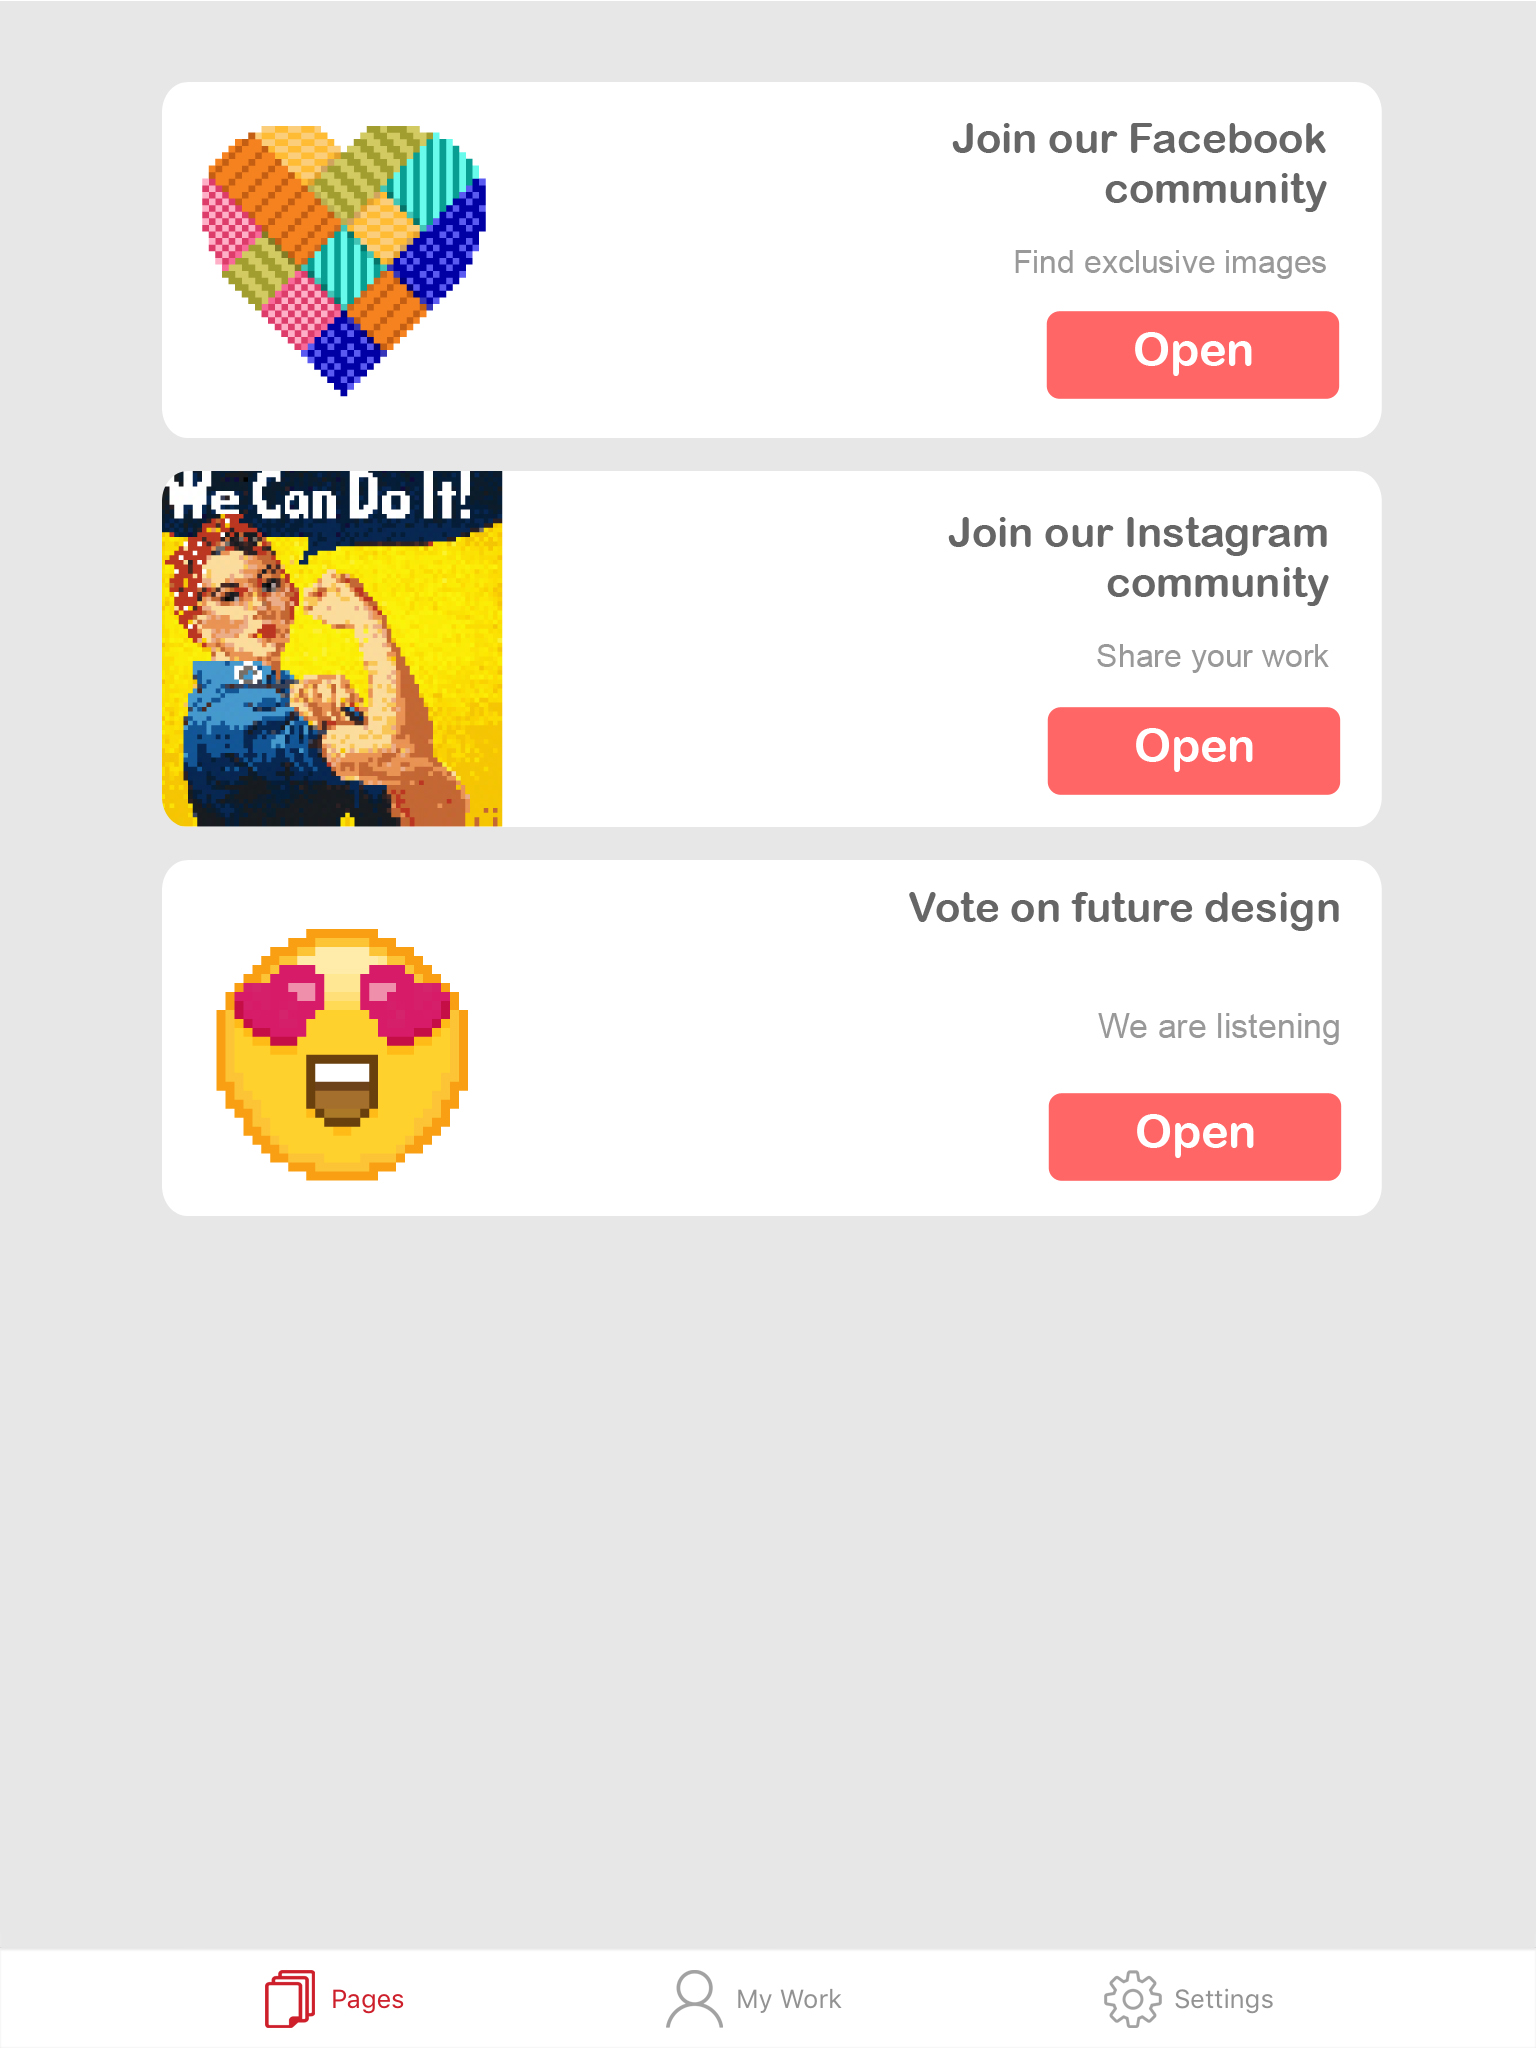 Join our Facebook
community
Find exclusive images
Open
We Can Do It!
Join our Instagram
community
Share your work
Open
Vote on future design
We are listening
Open
Pages
My Work
Settings